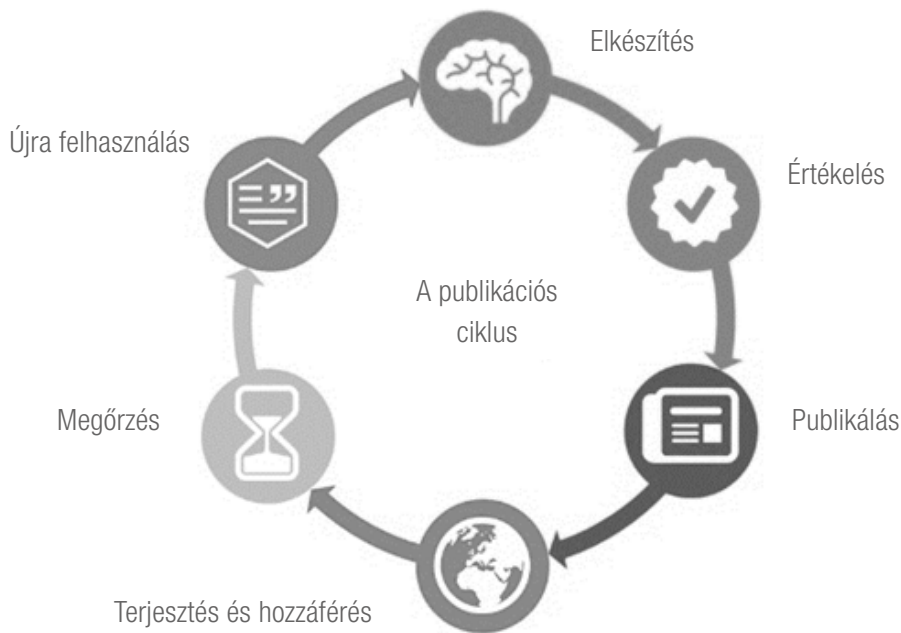 Elkészítés
Újra felhasználás
Értékelés
A publikációs
ciklus
Megőrzés
Publikálás
Terjesztés és hozzáférés